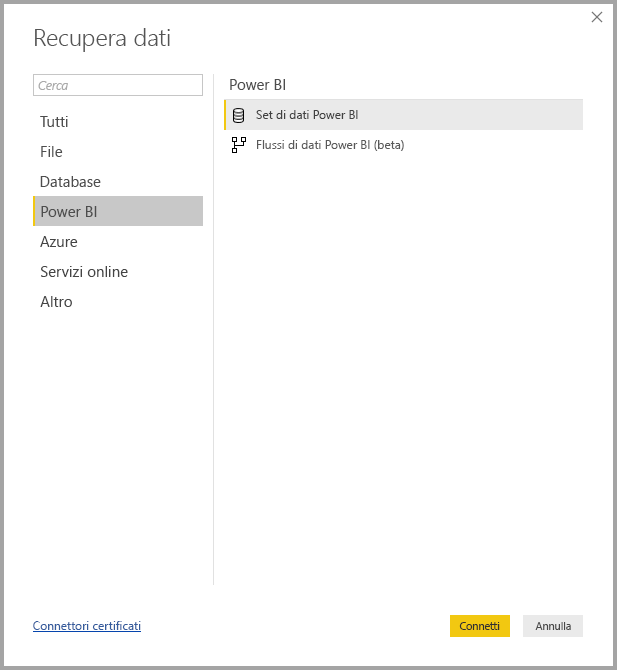 Recupera dati
Cerca
Tutti
File
Database
Power BI
Azure
Servizi online
Altro
Power BI
Set di dati Power BI
Flussi di dati Power BI (beta)
Connettori certificati
Connetti
Annulla